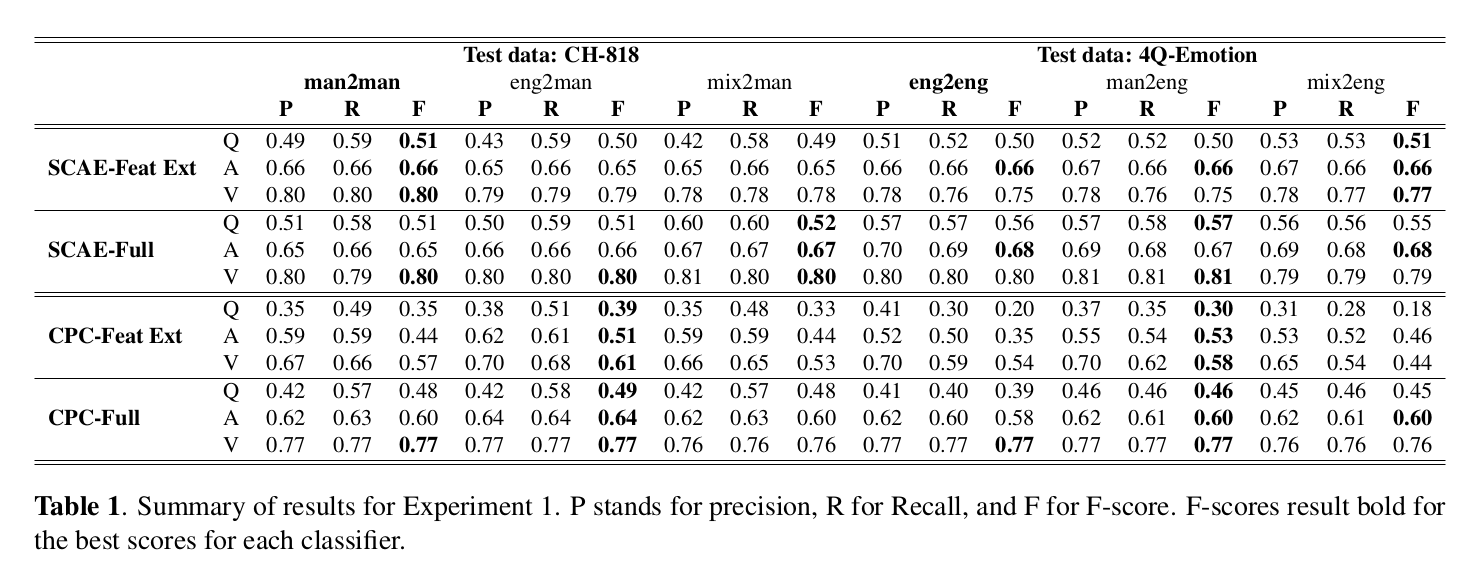 Test data: CH-818 Test data: 4Q-Emotion
man2man eng2man mix2man eng2eng man2eng mix2eng
P R F P R F P R F P R F P R F P R F
Q 0.49 0.59 0.51 0.43 0.59 0.50 0.42 0.58 0.49 0.51 0.52 0.50 0.52 0.52 0.50 0.53 0.53 0.51
SCAE-Feat Ext A 0.66 0.66 0.66 0.65 0.66 0.65 0.65 0.66 0.65 0.66 0.66 0.66 0.67 0.66 0.66 0.67 0.66 0.66
V 0.80 0.80 0.80 0.79 0.79 0.79 0.78 0.78 0.78 0.78 0.76 0.75 0.78 0.76 0.75 0.78 0.77 0.77
Q 0.51 0.58 0.51 0.50 0.59 0.51 0.60 0.60 0.52 0.57 0.57 0.56 0.57 0.58 0.57 0.56 0.56 0.55
SCAE-Full A 0.65 0.66 0.65 0.66 0.66 0.66 0.67 0.67 0.67 0.70 0.69 0.68 0.69 0.68 0.67 0.69 0.68 0.68
V 0.80 0.79 0.80 0.80 0.80 0.80 0.81 0.80 0.80 0.80 0.80 0.80 0.81 0.81 0.81 0.79 0.79 0.79
Q 0.35 0.49 0.35 0.38 0.51 0.39 0.35 0.48 0.33 0.41 0.30 0.20 0.37 0.35 0.30 0.31 0.28 0.18
CPC-Feat Ext A 0.59 0.59 0.44 0.62 0.61 0.51 0.59 0.59 0.44 0.52 0.50 0.35 0.55 0.54 0.53 0.53 0.52 0.46
V 0.67 0.66 0.57 0.70 0.68 0.61 0.66 0.65 0.53 0.70 0.59 0.54 0.70 0.62 0.58 0.65 0.54 0.44
Q 0.42 0.57 0.48 0.42 0.58 0.49 0.42 0.57 0.48 0.41 0.40 0.39 0.46 0.46 0.46 0.45 0.46 0.45
CPC-Full A 0.62 0.63 0.60 0.64 0.64 0.64 0.62 0.63 0.60 0.62 0.60 0.58 0.62 0.61 0.60 0.62 0.61 0.60
V 0.77 0.77 0.77 0.77 0.77 0.77 0.76 0.76 0.76 0.77 0.77 0.77 0.77 0.77 0.77 0.76 0.76 0.76
Table 1. Summary of results for Experiment 1. P stands for precision, R for Recall, and F for F-score. F-scores result bold for
the best scores for each classifier.